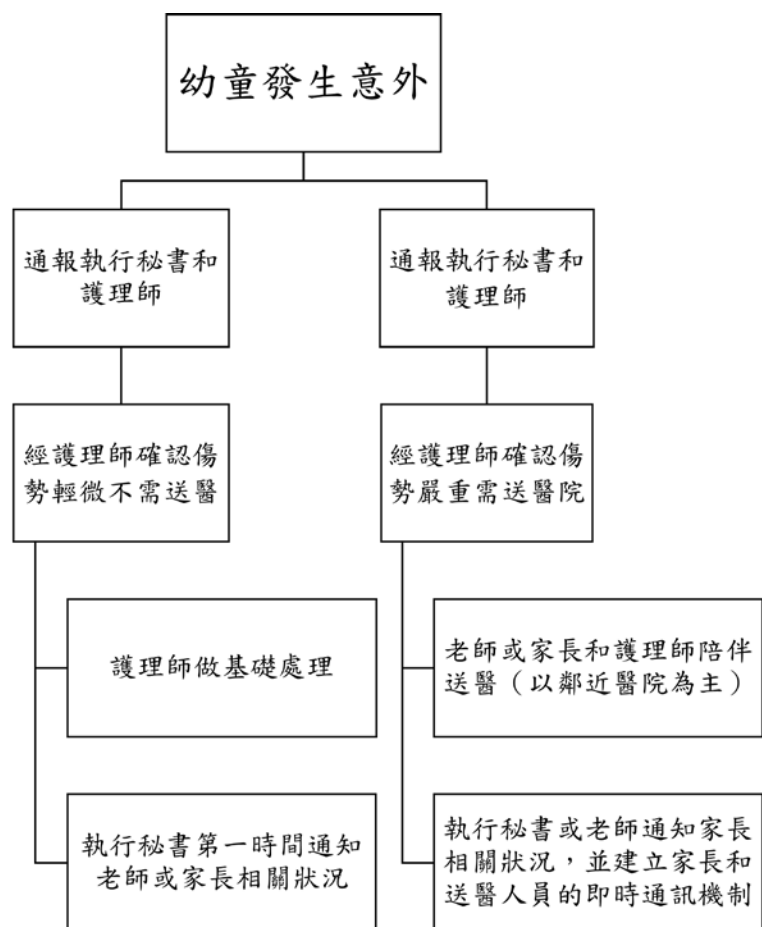 幼童發生意外
通報執行秘書和
護理師
通報執行秘書和
護理師
經護理師確認傷
勢輕微不需送醫
經護理師確認傷
勢嚴重需送醫院
護理師做基礎處理
老師或家長和護理師陪伴
送醫（以鄰近醫院為主）
執行秘書第一時間通知
老師或家長相關狀況
執行秘書或老師通知家長
相關狀況，並建立家長和
送醫人員的即時通訊機制